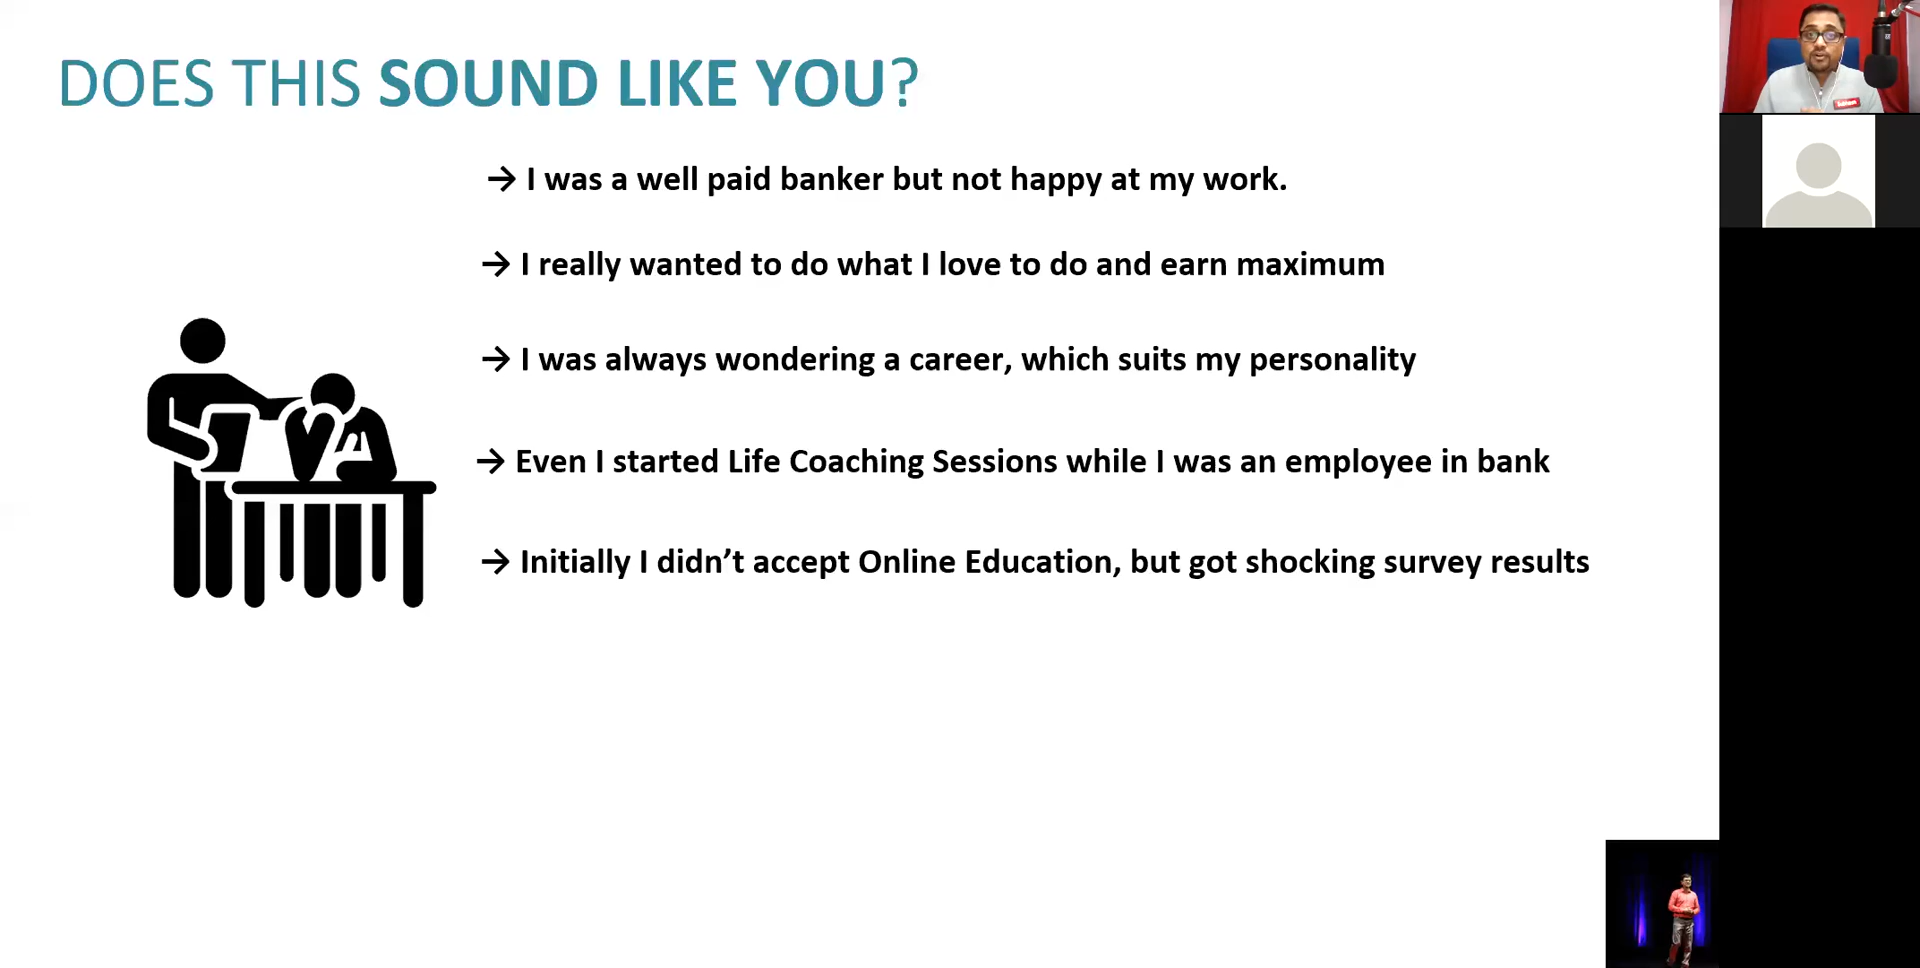 DOES THIS SOUND LIKE YOU?
→ I was a well paid banker but not happy at my work.
→ I really wanted to do what I love to do and earn maximum
→ I was always wondering a career, which suits my personality
→ Even I started Life Coaching Sessions while I was an employee in bank
→ Initially I didn’t accept Online Education, but got shocking survey results